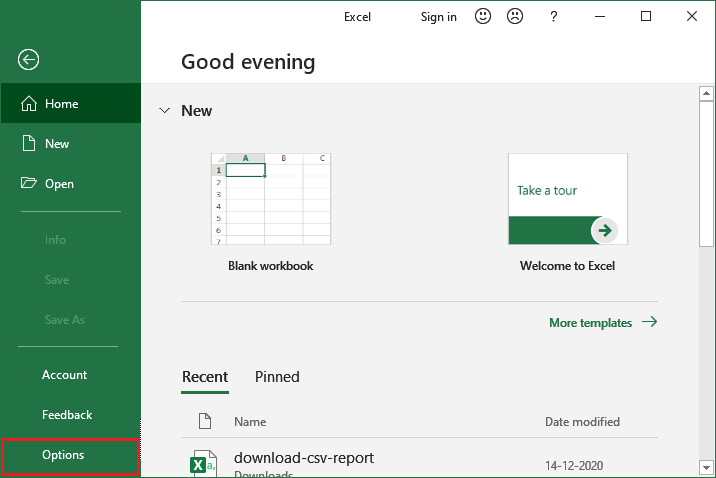 Excel
Sign in
?
Good evening
Home
New
Open
Info
Save
Save As
Account
Feedback
Options
New
A B C
1
2
3
4
5
6
7
Blank workbook
Take a tour
Welcome to Excel
More templates
Recent Pinned
Name Date modified
X a,
download-csv-report
Downloads
14-12-2020